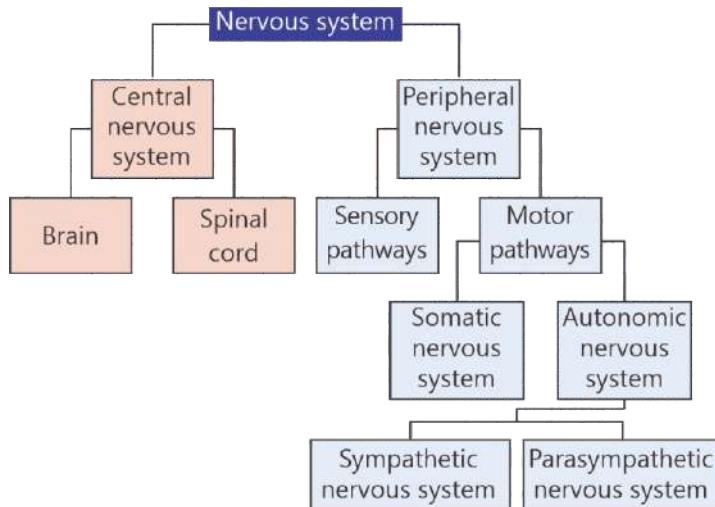 Nervous system
Central
nervous
system
Peripheral
nervous
system
Brain
Spinal
cord
Sensory
pathways
Motor
pathways
Somatic
nervous
system
Autonomic
nervous
system
Sympathetic
nervous system
Parasympathetic
nervous system